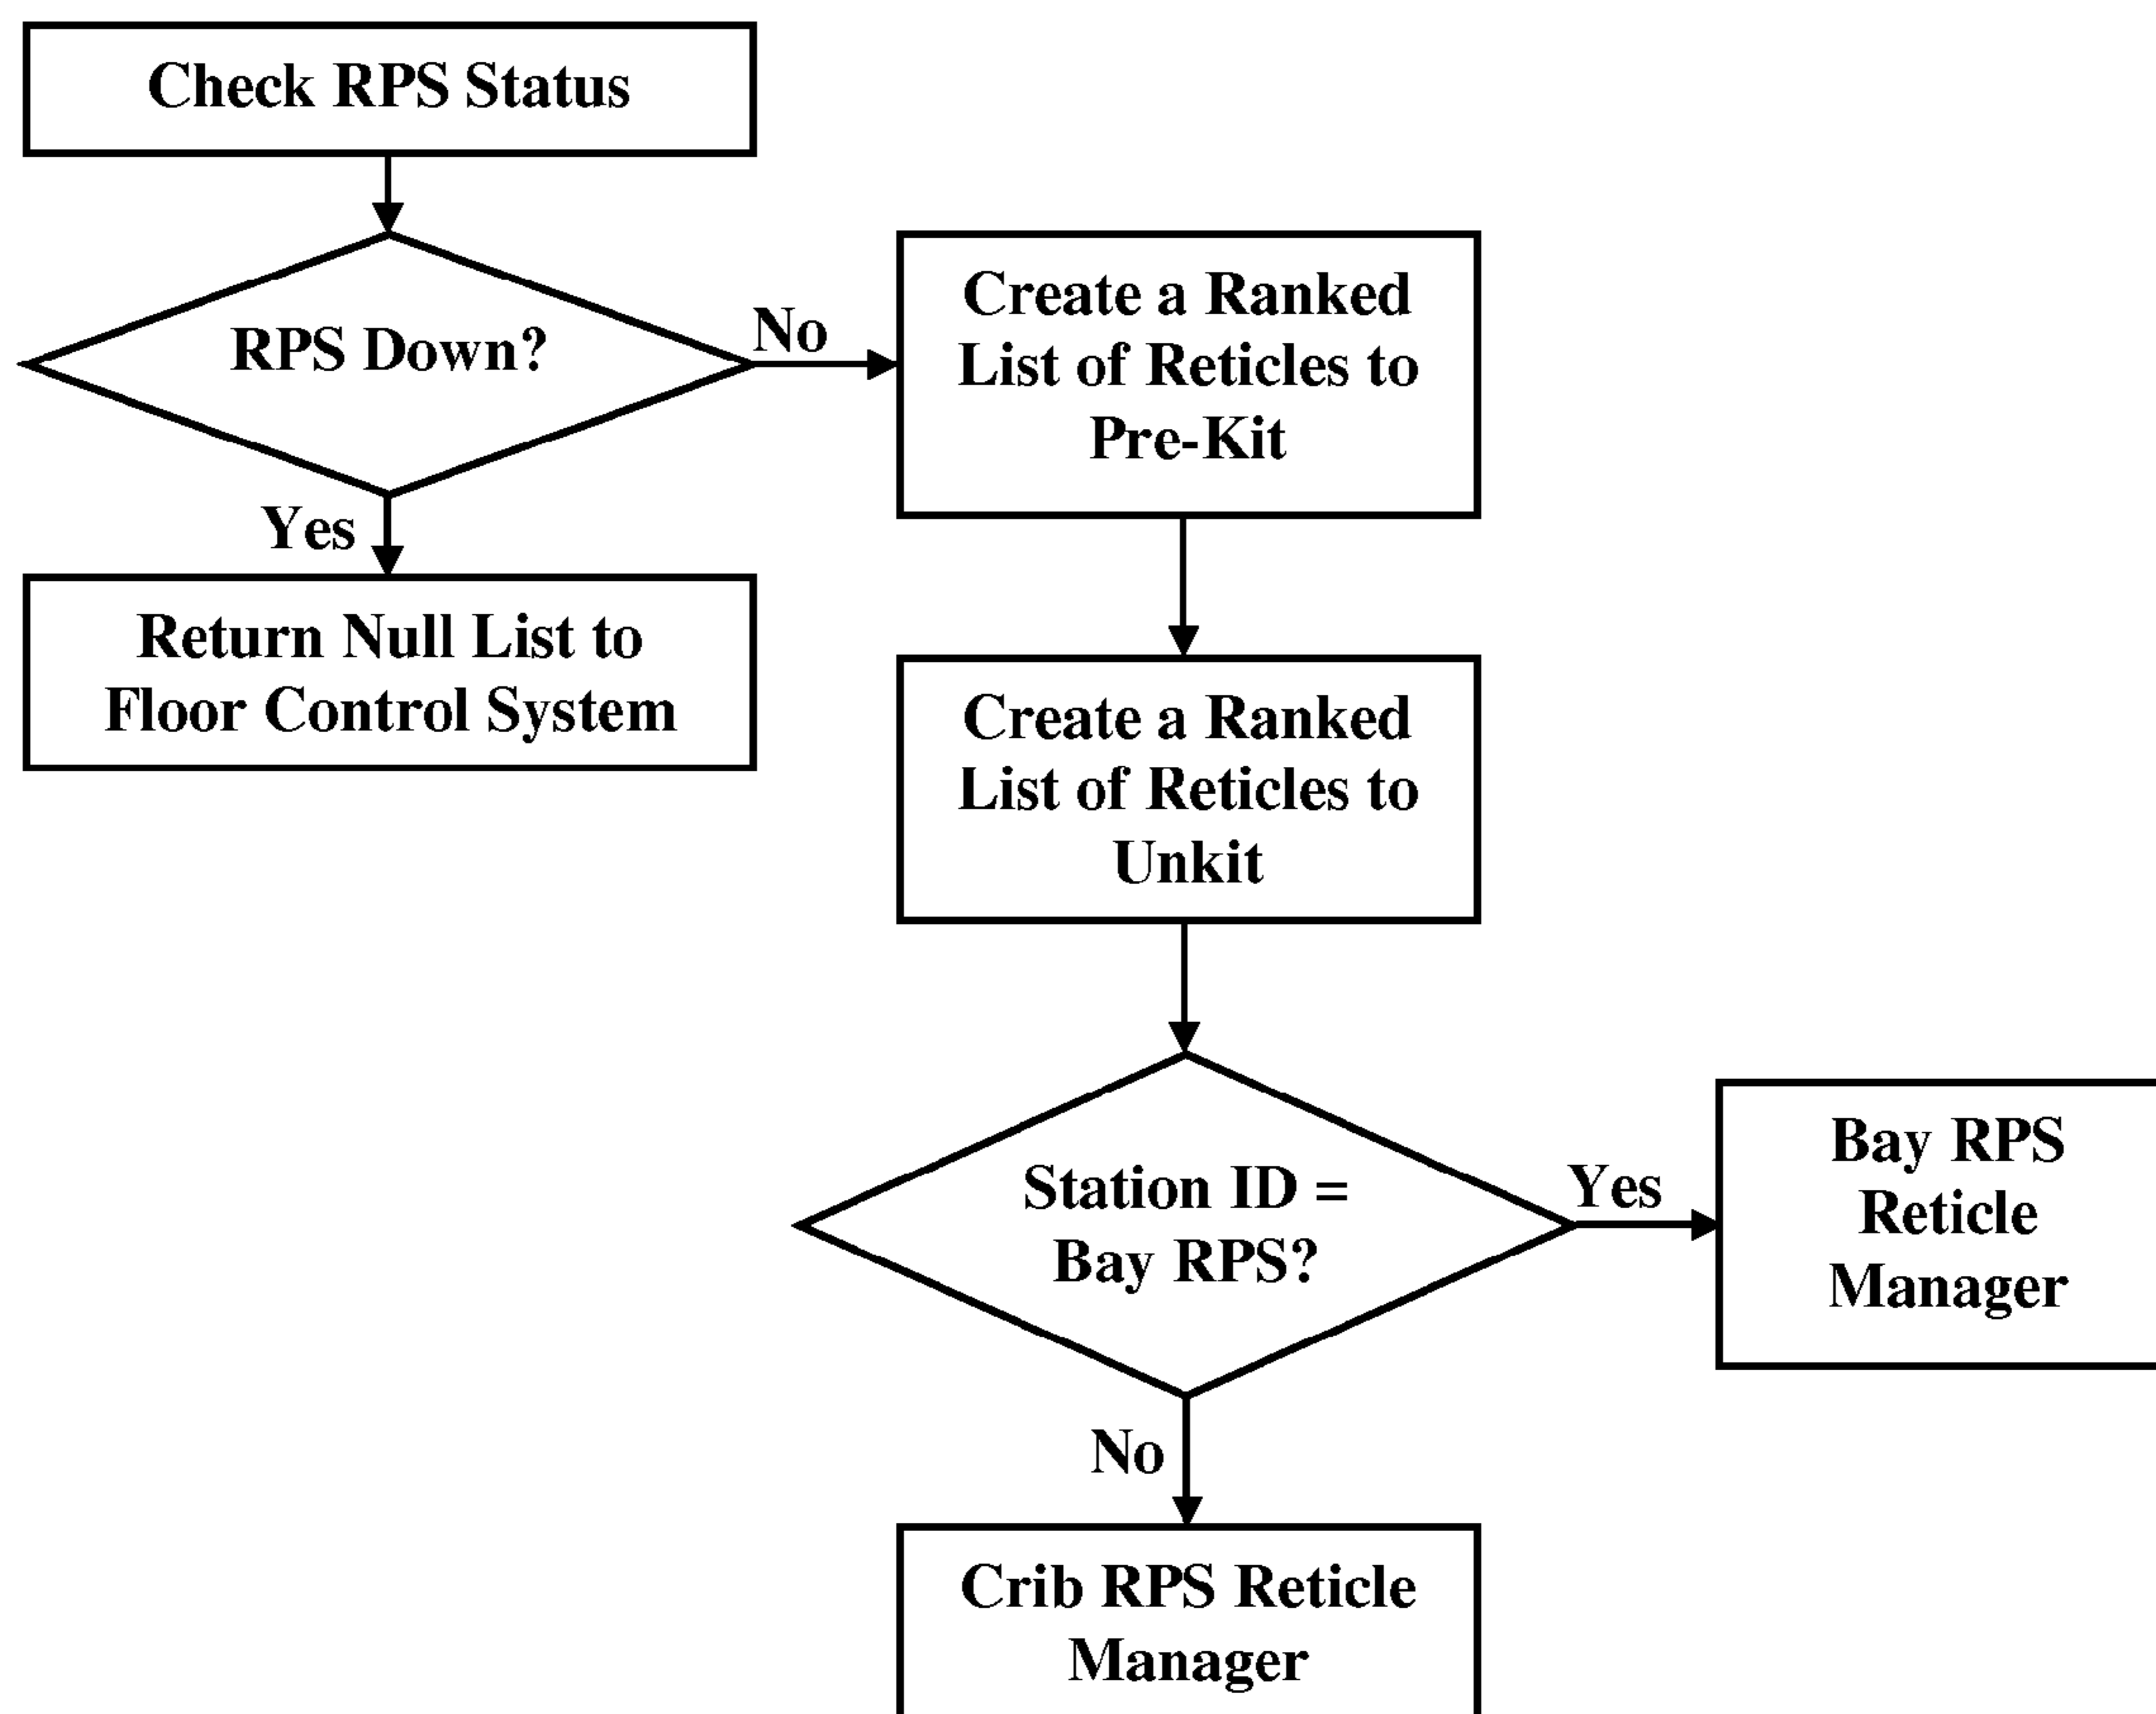 Check RPS Status
RPS Down?
No
Yes
Return Null List to
Floor Control System
Create a Ranked
List of Reticles to
Pre-Kit
Create a Ranked
List of Reticles to
Unkit
Station ID =
Bay RPS?
Yes
Bay RPS
Reticle
Manager
No
Crib RPS Reticle
Manager